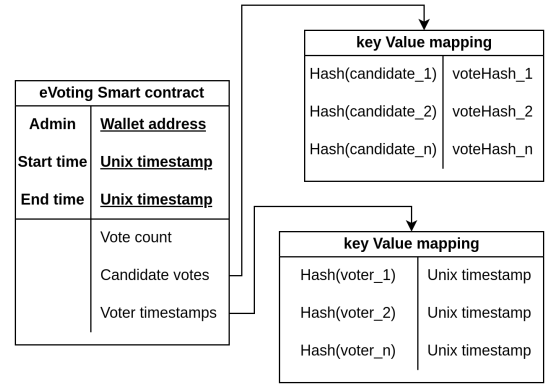 key Value mapping
Hash(candidate_1) voteHash_1
Hash(candidate_2) voteHash_2
Hash(candidate_n) voteHash_n
eVoting Smart contract
Admin Wallet address
Start time Unix timestamp
End time Unix timestamp
Vote count
Candidate votes
Voter timestamps
key Value mapping
Hash(voter_1) Unix timestamp
Hash(voter_2) Unix timestamp
Hash(voter_n) Unix timestamp